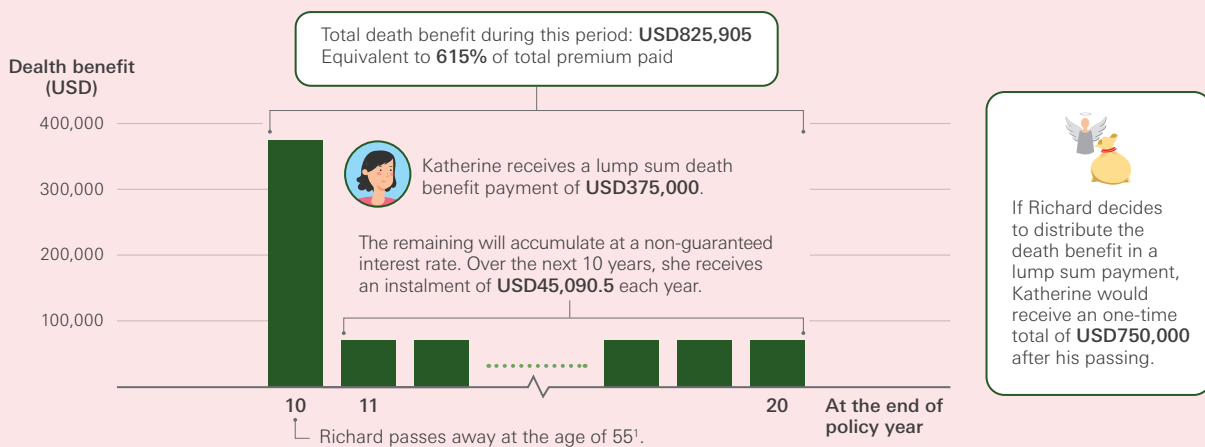 Total death benefit during this period: USD825,905
Equivalent to 615% of total premium paid
Dealth benefit
(USD)
400,000
300,000
200,000
100,000
Katherine receives a lump sum death
benefit payment of USD375,000.
The remaining will accumulate at a non-guaranteed
interest rate. Over the next 10 years, she receives
an instalment of USD45,090.5 each year.
10
11
20
At the end of
policy year
Richard passes away at the age of 55¹.
If Richard decides
to distribute the
death benefit in a
lump sum payment,
Katherine would
receive an one-time
total of USD750,000
after his passing.